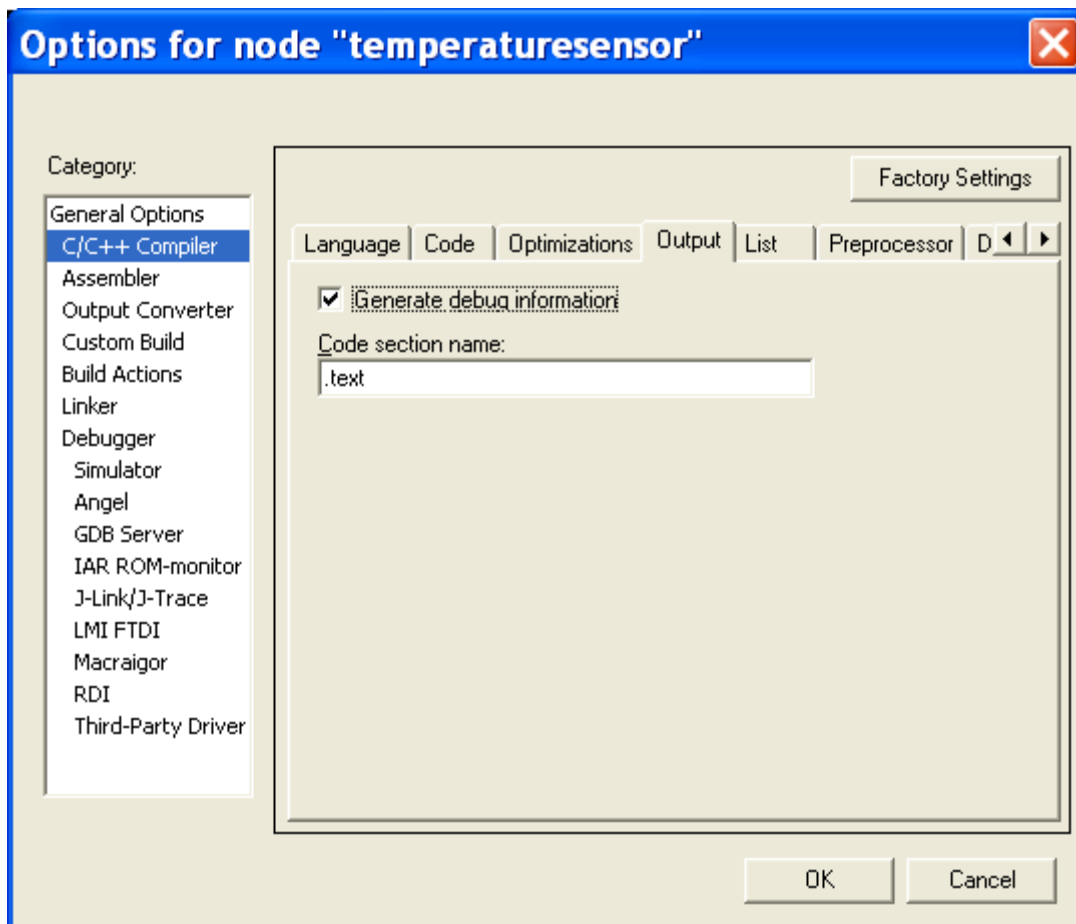 Options for node "temperaturesensor"
Category:
Factory Settings
General Options
C/C++ Compiler
Assembler
Output Converter
Custom Build
Build Actions
Linker
Debugger
Simulator
Angel
GDB Server
IAR ROM-monitor
J-Link/J-Trace
LMI FTDI
Macraigor
RDI
Third-Party Driver
Language Code Optimizations Output List Preprocessor D
Generate debug information
Code section name:
.text
OK Cancel